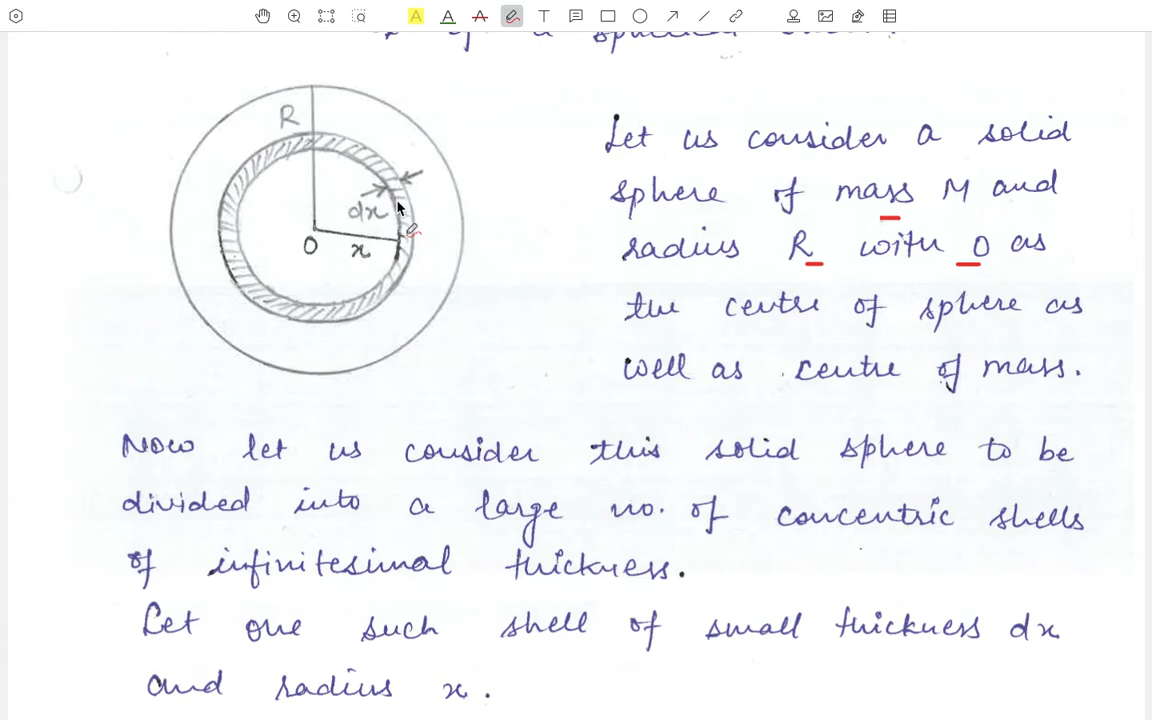 R
dx
O
x
Let us consider a solid
sphere of mass M and
radius R with O as
the centre of sphere as
well as centre of mass.
Now let us consider this solid sphere to be
divided into a large no. of concentric shells
of infinitesimal thickness.
Let one such shell of small thickness dx
and radius x.